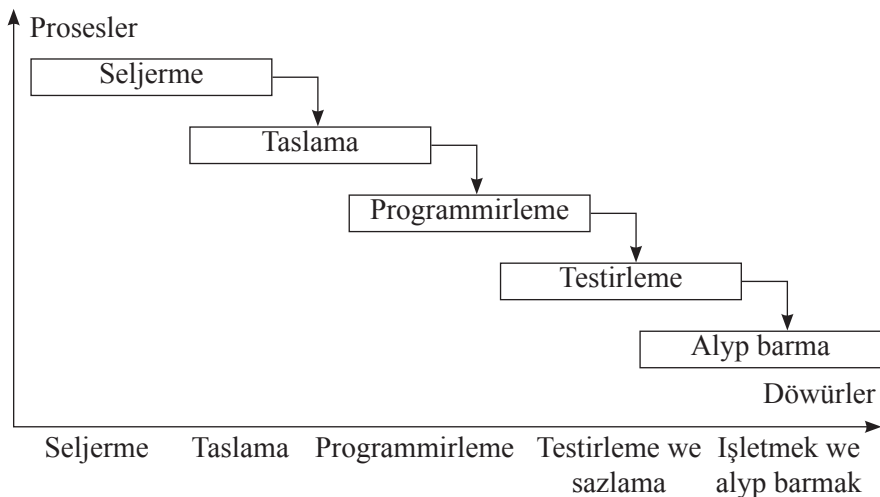 Prosesler
Seljerme
Taslama
Programmirleme
Testirleme
Alyp barma
Döwürler
Seljerme
Taslama
Programmirleme
Testirleme we
sazlama
Işletmek we
alyp barmak